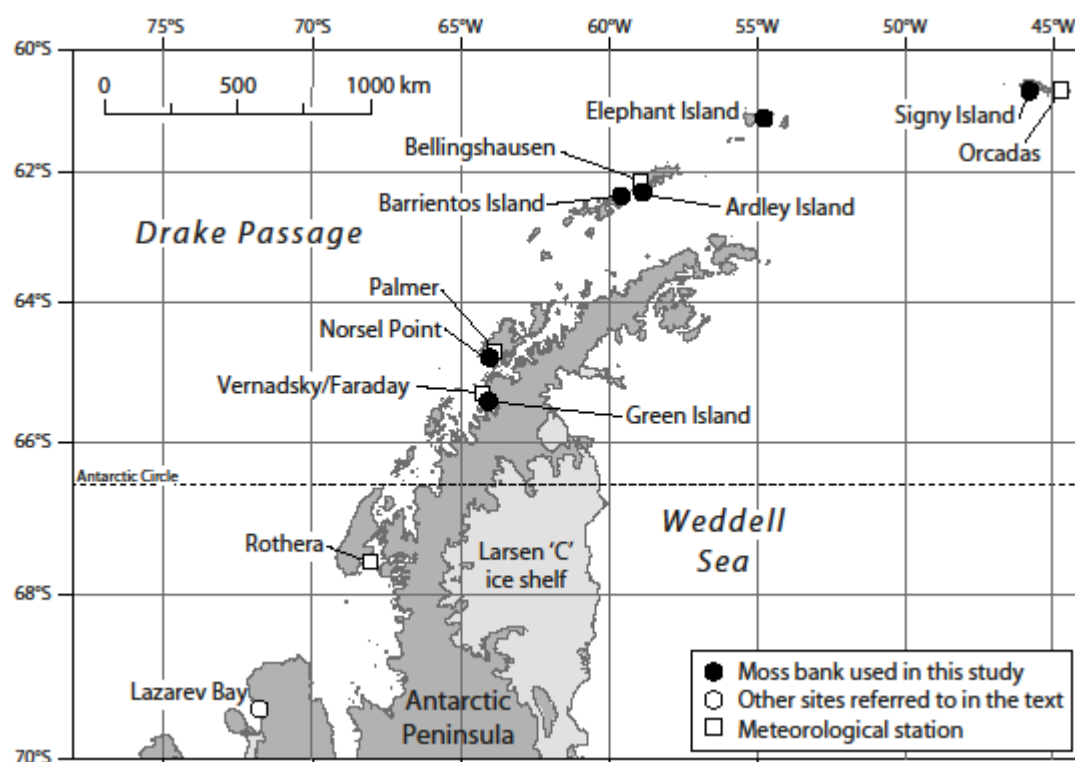 75°S 70°S 65°S 60°S 55°S 50°S 45°S
60°S
0 500 1000 km
Elephant Island
Signy Island
Orcadas
Bellingshausen
62°S
Barrientos Island
Ardley Island
Drake Passage
64°S
Palmer
Norsel Point
Vernadsky/Faraday
Green Island
66°S
Antarctic Circle
Weddell
Sea
Rothera
Larsen 'C'
ice shelf
68°S
Lazarev Bay
Antarctic
Peninsula
Moss bank used in this study
Other sites referred to in the text
Meteorological station
70°S